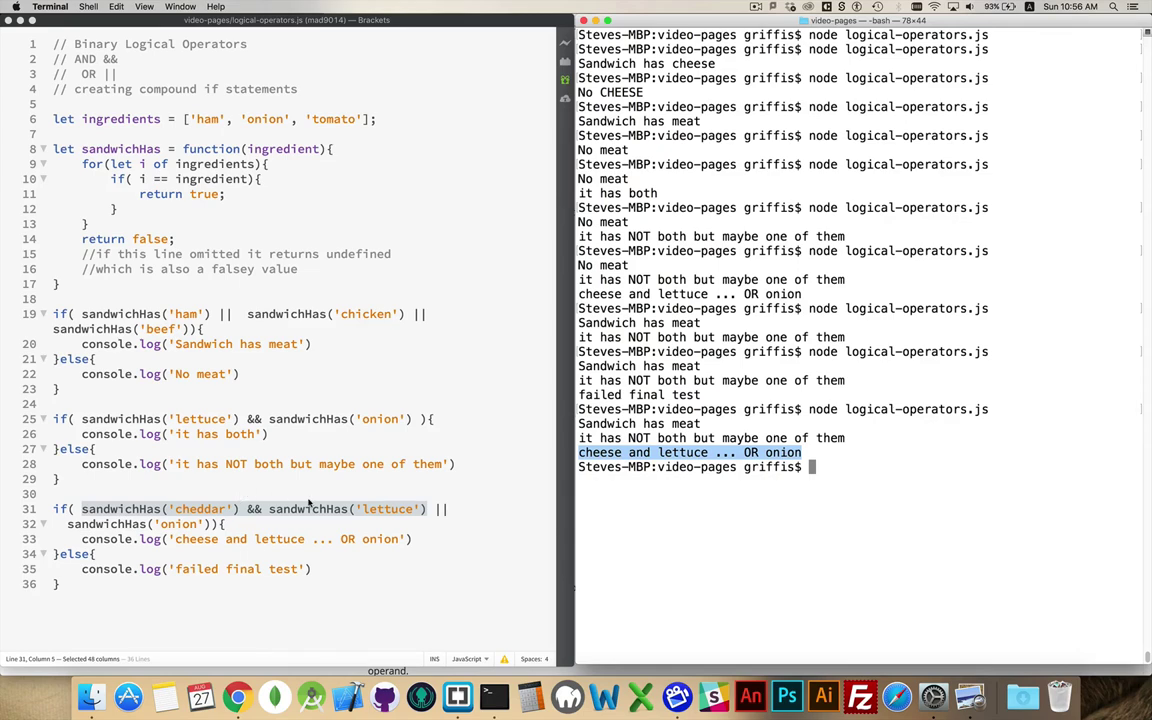 Terminal Shell Edit View Window Help
93% Sun 10:56 AM
video-pages/logical-operators.js (mad9014) — Brackets
1 // Binary Logical Operators
2 // AND &&
3 //  OR ||
4 // creating compound if statements
5
6 let ingredients = ['ham', 'onion', 'tomato'];
7
8 let sandwichHas = function(ingredient){
9     for(let i of ingredients){
10         if( i == ingredient){
11             return true;
12         }
13     }
14     return false;
15     //if this line omitted it returns undefined
16     //which is also a falsey value
17 }
18
19 if( sandwichHas('ham') ||  sandwichHas('chicken') ||
sandwichHas('beef')){
20     console.log('Sandwich has meat')
21 }else{
22     console.log('No meat')
23 }
24
25 if( sandwichHas('lettuce') && sandwichHas('onion') ){
26     console.log('it has both')
27 }else{
28     console.log('it has NOT both but maybe one of them')
29 }
30
31 if( sandwichHas('cheddar') && sandwichHas('lettuce') ||
32   sandwichHas('onion')){
33     console.log('cheese and lettuce ... OR onion')
34 }else{
35     console.log('failed final test')
36 }
Line 31, Column 5 — Selected 48 columns — 36 Lines
INS JavaScript Spaces: 4
operand.
video-pages — -bash — 78×44
Steves-MBP:video-pages griffis$ node logical-operators.js
Steves-MBP:video-pages griffis$ node logical-operators.js
Sandwich has cheese
Steves-MBP:video-pages griffis$ node logical-operators.js
No CHEESE
Steves-MBP:video-pages griffis$ node logical-operators.js
Sandwich has meat
Steves-MBP:video-pages griffis$ node logical-operators.js
No meat
Steves-MBP:video-pages griffis$ node logical-operators.js
No meat
it has both
Steves-MBP:video-pages griffis$ node logical-operators.js
No meat
it has NOT both but maybe one of them
Steves-MBP:video-pages griffis$ node logical-operators.js
No meat
it has NOT both but maybe one of them
cheese and lettuce ... OR onion
Steves-MBP:video-pages griffis$ node logical-operators.js
Sandwich has meat
it has NOT both but maybe one of them
Steves-MBP:video-pages griffis$ node logical-operators.js
Sandwich has meat
it has NOT both but maybe one of them
failed final test
Steves-MBP:video-pages griffis$ node logical-operators.js
Sandwich has meat
it has NOT both but maybe one of them
cheese and lettuce ... OR onion
Steves-MBP:video-pages griffis$
AUG
27
W X S An Ps Ai Fz